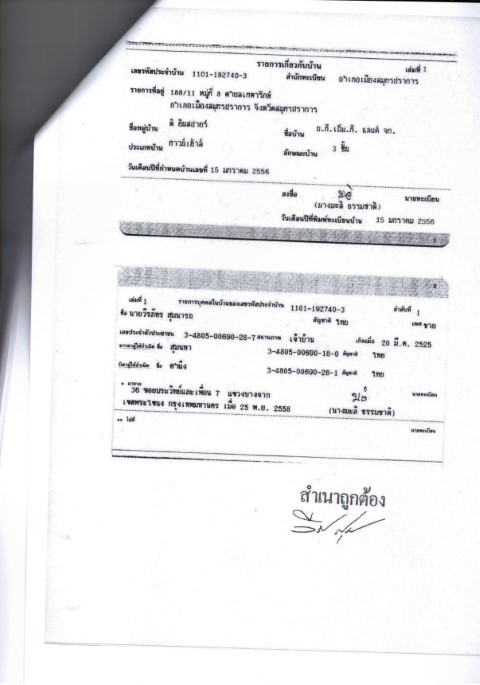 รายการเกี่ยวกับบ้าน เล่มที่ 1
เลขรหัสประจำบ้าน 1101-192740-3 สำนักทะเบียน อำเภอเมืองสมุทรปราการ
รายการที่อยู่ 188/11 หมู่ที่ 8 ตำบลเทพารักษ์
อำเภอเมืองสมุทรปราการ จังหวัดสมุทรปราการ
ชื่อหมู่บ้าน ชื่อบ้าน
ประเภทบ้าน ทาวน์เฮ้าส์ ลักษณะบ้าน 3 ชั้น
วันเดือนปีที่กำหนดบ้านเลขที่ 15 มกราคม 2556
ลงชื่อ นายทะเบียน
(นางมะลิ ธรรมชาติ)
วันเดือนปีที่พิมพ์ทะเบียนบ้าน 15 มกราคม 2556
เล่มที่ 1 รายการบุคคลในบ้านของเลขรหัสประจำบ้าน 1101-192740-3 ลำดับที่ 1
ชื่อ นายวีรภัทร สุมนารถ สัญชาติ ไทย เพศ ชาย
เลขประจำตัวประชาชน 3-4805-00690-28-7 สถานภาพ เจ้าบ้าน เกิดเมื่อ 20 มี.ค. 2525
มารดาผู้ให้กำเนิด ชื่อ สุมนทา 3-4805-00690-18-0 สัญชาติ ไทย
บิดาผู้ให้กำเนิด ชื่อ คำพึง 3-4805-00690-26-1 สัญชาติ ไทย
* มาจาก
36 ซอยประวิทย์และเพื่อน 7 แขวงบางจาก นายทะเบียน
เขตพระโขนง กรุงเทพมหานคร เมื่อ 25 พ.ย. 2558 (นางมะลิ ธรรมชาติ)
** ไปที่ นายทะเบียน
สำเนาถูกต้อง